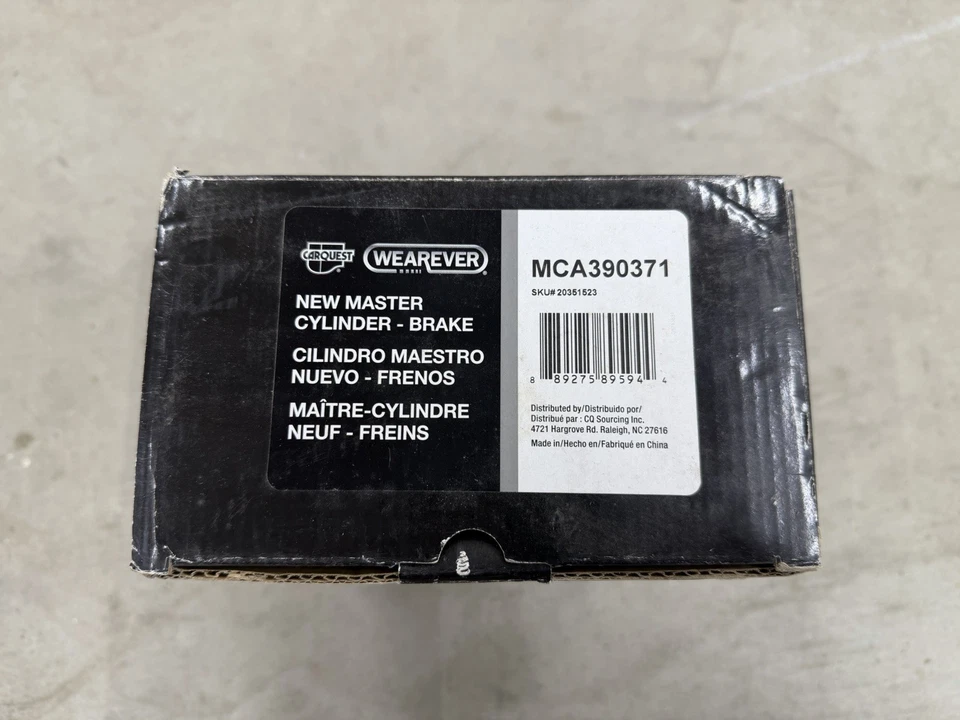 CARQUEST WEAREVER
NEW MASTER
CYLINDER - BRAKE
CILINDRO MAESTRO
NUEVO - FRENOS
MAÎTRE-CYLINDRE
NEUF - FREINS
MCA390371
SKU# 20351523
8 89275 89594 4
Distributed by/Distribuido por/
Distribué par : CQ Sourcing Inc.
4721 Hargrove Rd. Raleigh, NC 27616
Made in/Hecho en/Fabriqué en China